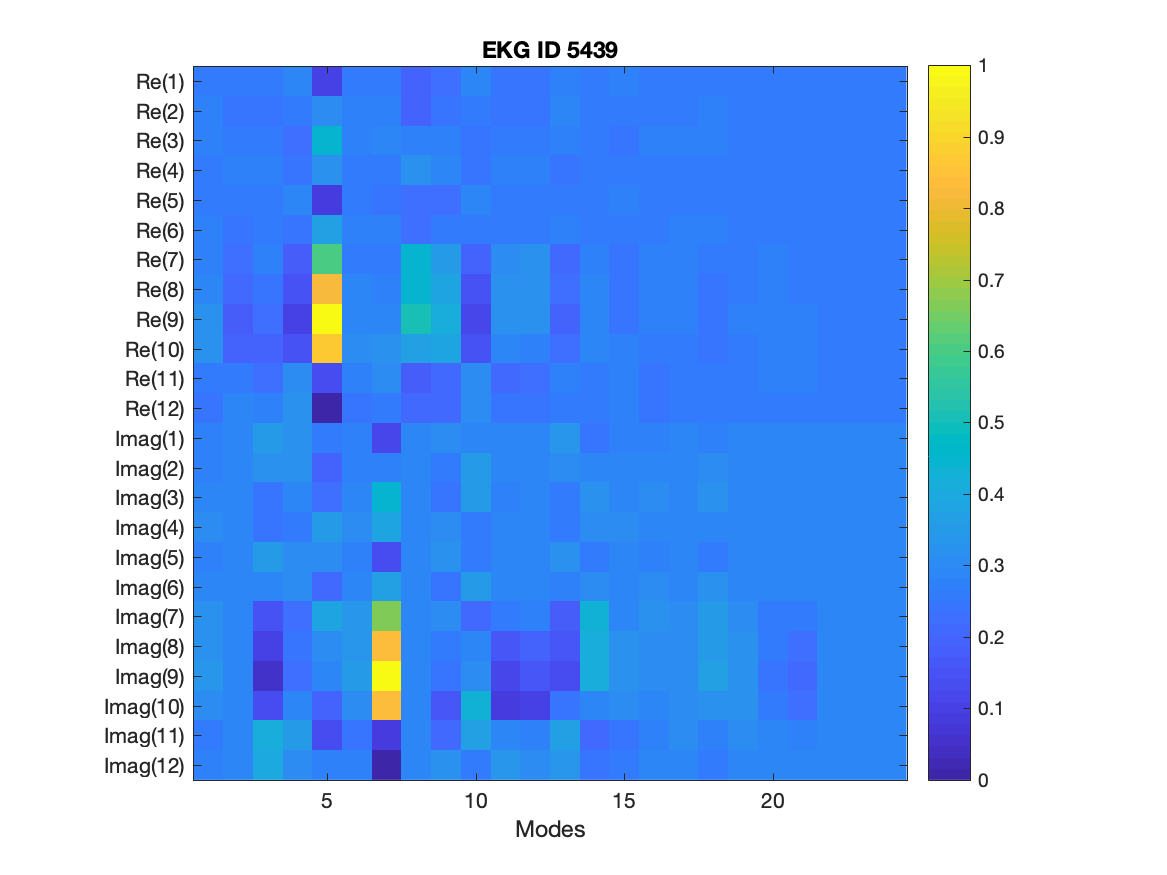 EKG ID 5439
Re(1)
Re(2)
Re(3)
Re(4)
Re(5)
Re(6)
Re(7)
Re(8)
Re(9)
Re(10)
Re(11)
Re(12)
Imag(1)
Imag(2)
Imag(3)
Imag(4)
Imag(5)
Imag(6)
Imag(7)
Imag(8)
Imag(9)
Imag(10)
Imag(11)
Imag(12)
5 10 15 20
Modes
1
0.9
0.8
0.7
0.6
0.5
0.4
0.3
0.2
0.1
0